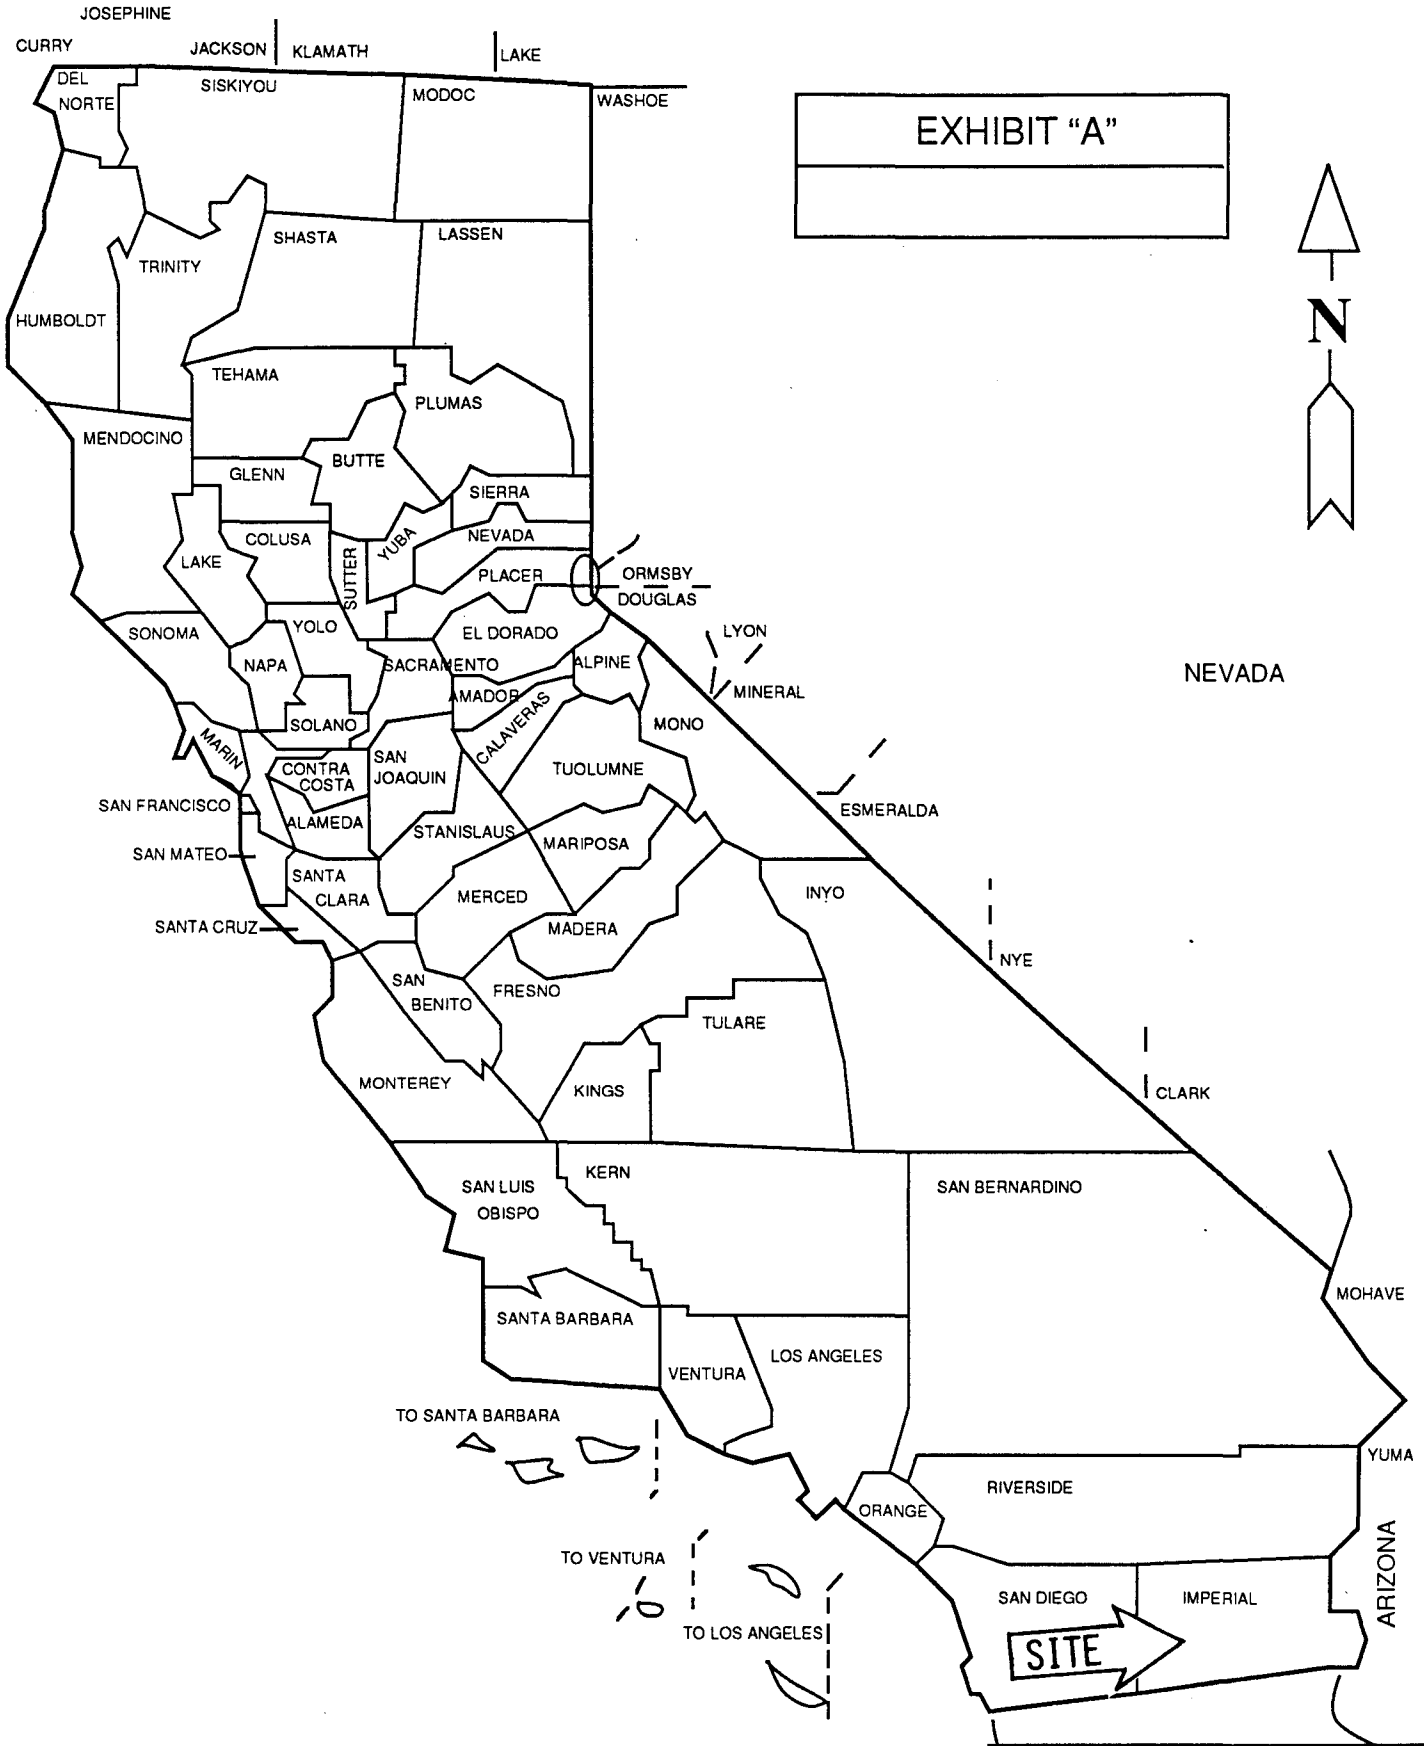 JOSEPHINE
CURRY
JACKSON
KLAMATH
LAKE
DEL
NORTE
SISKIYOU
MODOC
WASHOE
EXHIBIT “A”
SHASTA
LASSEN
TRINITY
HUMBOLDT
N
TEHAMA
PLUMAS
MENDOCINO
BUTTE
GLENN
SIERRA
COLUSA
YUBA
NEVADA
LAKE
SUTTER
PLACER
ORMSBY
DOUGLAS
SONOMA
YOLO
EL DORADO
LYON
NAPA
SACRAMENTO
ALPINE
NEVADA
AMADOR
MINERAL
SOLANO
CALAVERAS
MONO
MARIN
SAN
JOAQUIN
CONTRA
COSTA
TUOLUMNE
SAN FRANCISCO
ESMERALDA
ALAMEDA
STANISLAUS
MARIPOSA
SAN MATEO
SANTA
CLARA
MERCED
INYO
SANTA CRUZ
MADERA
NYE
SAN
BENITO
FRESNO
TULARE
MONTEREY
KINGS
CLARK
KERN
SAN LUIS
OBISPO
SAN BERNARDINO
MOHAVE
SANTA BARBARA
LOS ANGELES
VENTURA
TO SANTA BARBARA
YUMA
RIVERSIDE
ORANGE
TO VENTURA
ARIZONA
SAN DIEGO
IMPERIAL
TO LOS ANGELES
SITE